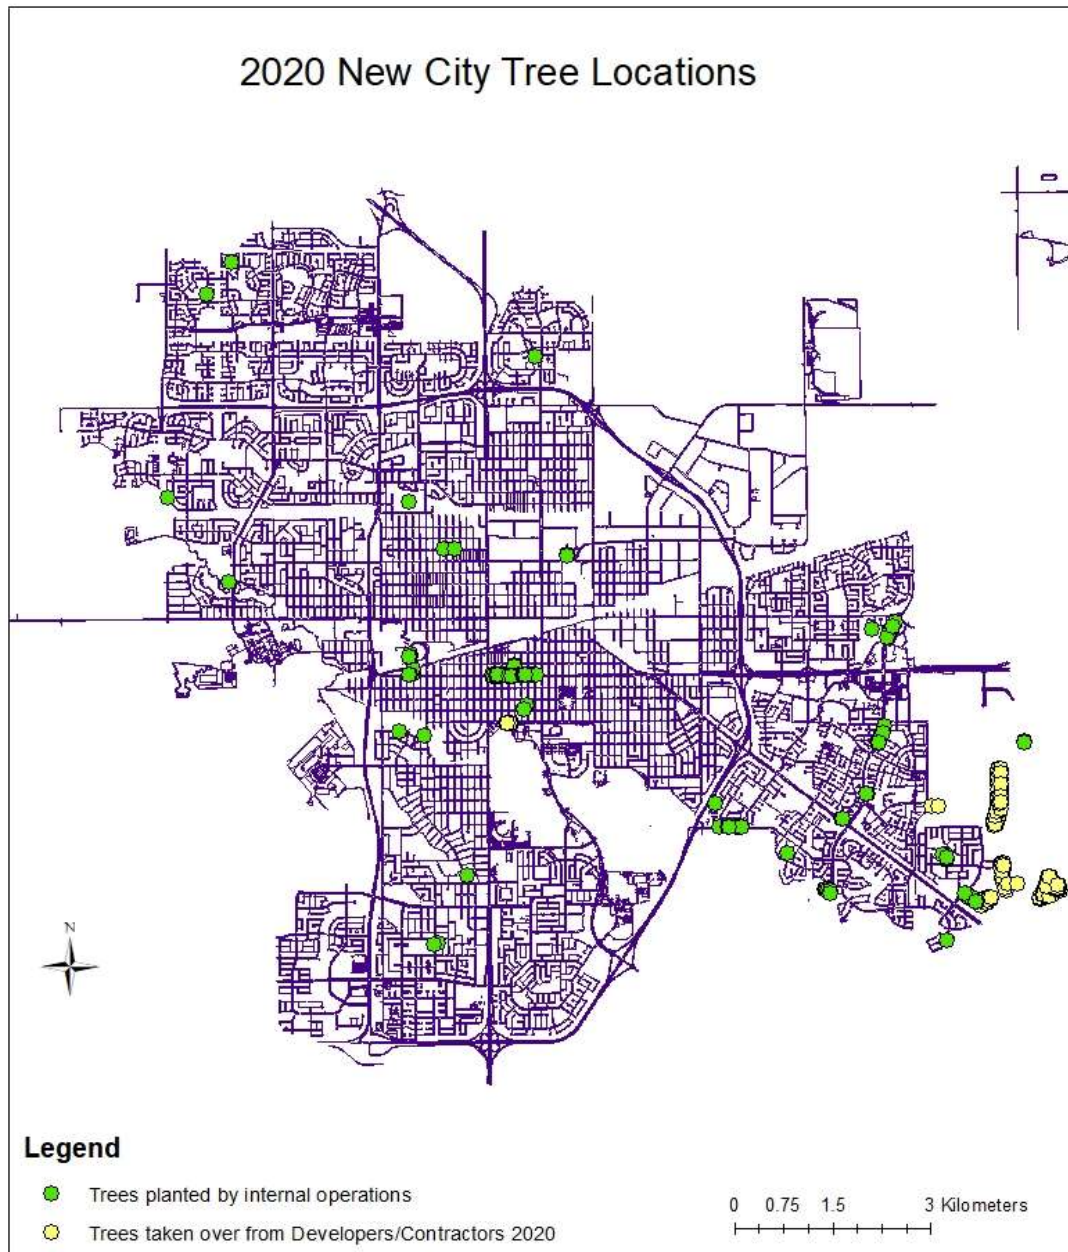 2020 New City Tree Locations
N
Legend
Trees planted by internal operations
Trees taken over from Developers/Contractors 2020
0 0.75 1.5 3 Kilometers